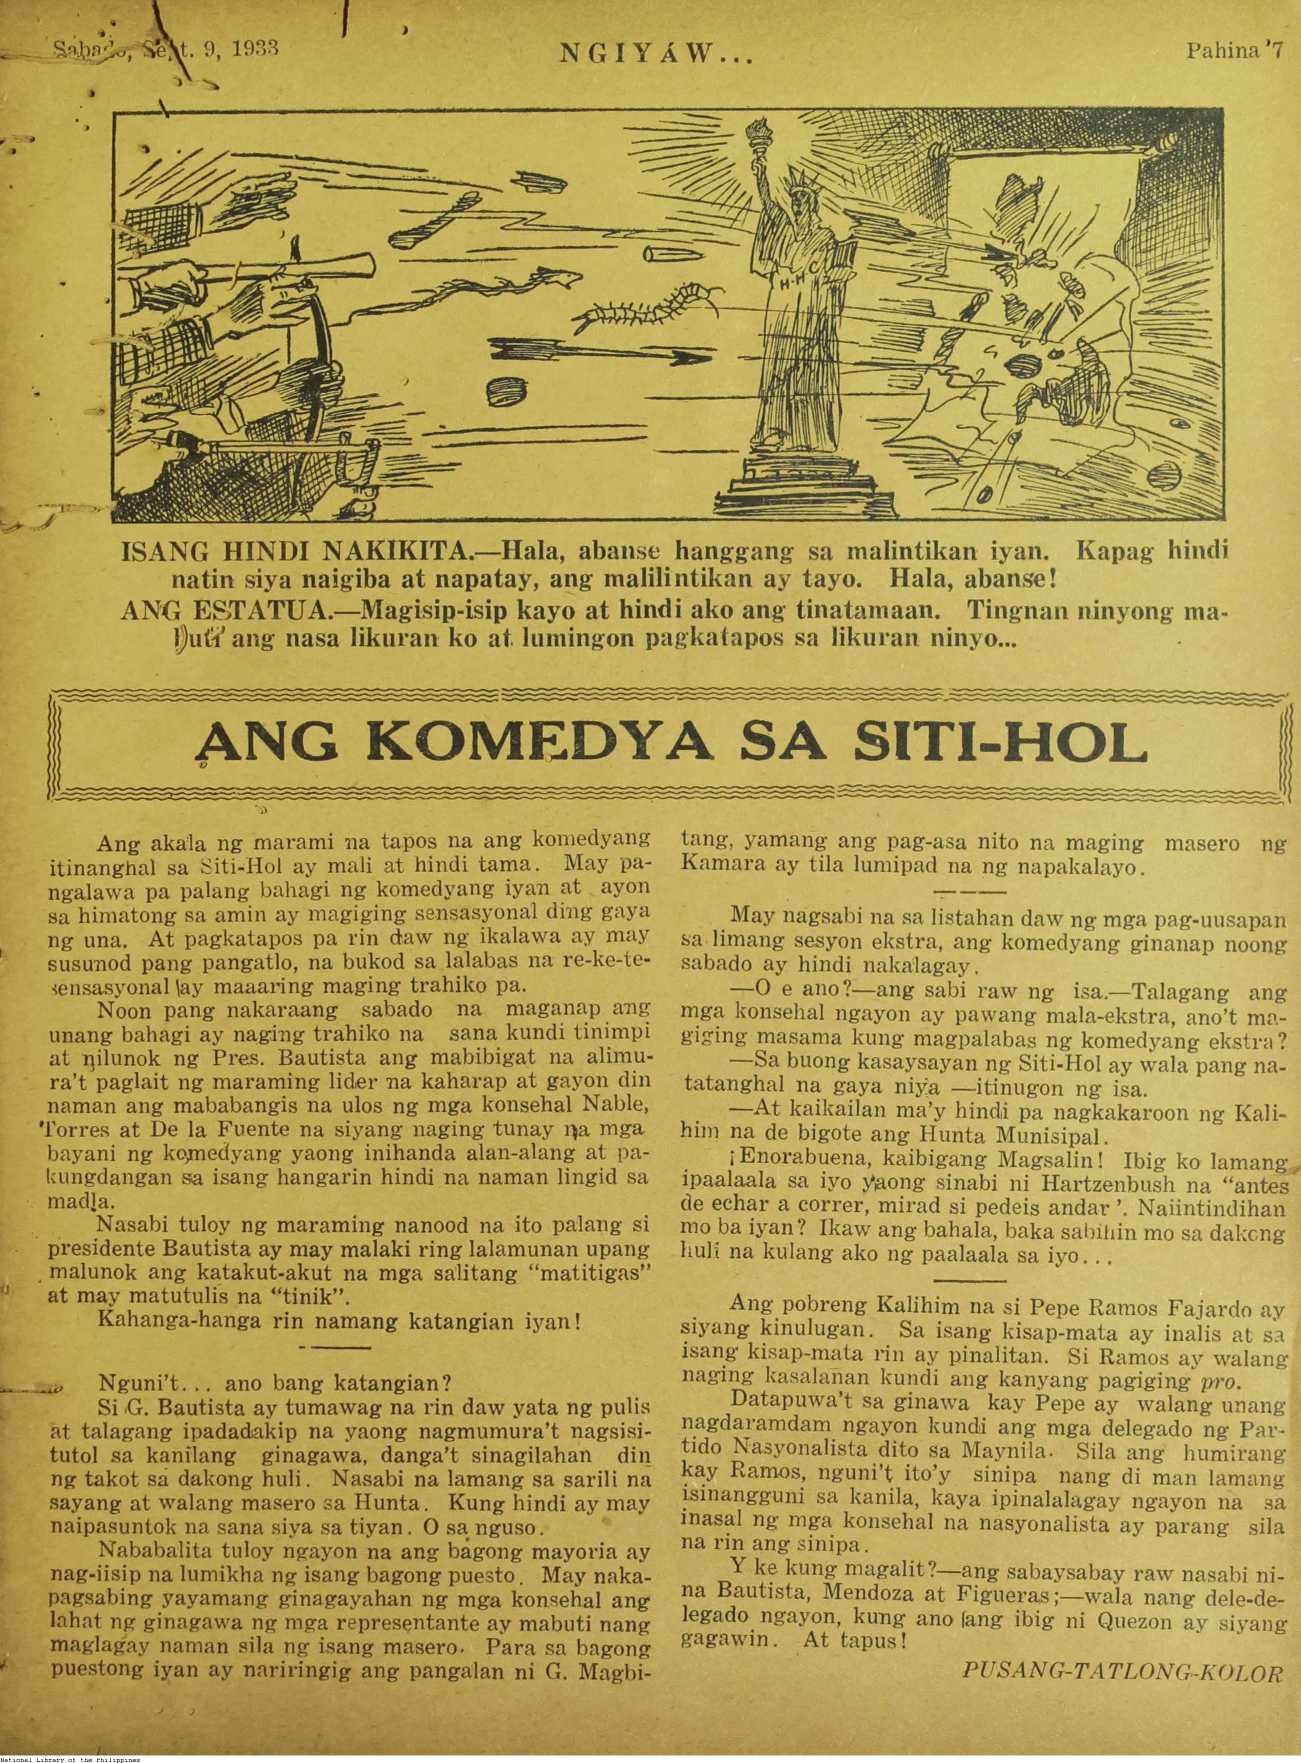 Sabado, Sept. 9, 1933
NGIYÁW...
Pahina 7
H-H-C
ISANG HINDI NAKIKITA.—Hala, abanse hanggang sa malintikan iyan. Kapag hindi
natin siya naigiba at napatay, ang malilintikan ay tayo. Hala, abanse!
ANG ESTATUA.—Magisip-isip kayo at hindi ako ang tinatamaan. Tingnan ninyong ma-
buti ang nasa likuran ko at lumingon pagkatapos sa likuran ninyo...
ANG KOMEDYA SA SITI-HOL
Ang akala ng marami na tapos na ang komedyang
itinanghal sa Siti-Hol ay mali at hindi tama. May pa-
ngalawa pa palang bahagi ng komedyang iyan at ayon
sa himatong sa amin ay magiging sensasyonal ding gaya
ng una. At pagkatapos pa rin daw ng ikalawa ay may
susunod pang pangatlo, na bukod sa lalabas na re-ke-te-
sensasyonal ay maaaring maging trahiko pa.
Noon pang nakaraang sabado na maganap ang
unang bahagi ay naging trahiko na sana kundi tinimpi
at nilunok ng Pres. Bautista ang mabibigat na alimu-
ra't paglait ng maraming lider na kaharap at gayon din
naman ang mababangis na ulos ng mga konsehal Nable,
Torres at De la Fuente na siyang naging tunay na mga
bayani ng komedyang yaong inihanda alan-alang at pa-
kungdangan sa isang hangarin hindi na naman lingid sa
madla.
Nasabi tuloy ng maraming nanood na ito palang si
presidente Bautista ay may malaki ring lalamunan upang
malunok ang katakut-akut na mga salitang "matitigas"
at may matutulis na "tinik".
Kahanga-hanga rin namang katangian iyan!
Nguni't... ano bang katangian?
Si G. Bautista ay tumawag na rin daw yata ng pulis
at talagang ipadadakip na yaong nagmumura't nagsisi-
tutol sa kanilang ginagawa, danga't sinagilahan din
ng takot sa dakong huli. Nasabi na lamang sa sarili na
sayang at walang masero sa Hunta. Kung hindi ay may
naipasuntok na sana siya sa tiyan. O sa nguso.
Nababalita tuloy ngayon na ang bagong mayoria ay
nag-iisip na lumikha ng isang bagong puesto. May naka-
pagsabing yayamang ginagayahan ng mga konsehal ang
lahat ng ginagawa ng mga representante ay mabuti nang
maglagay naman sila ng isang masero. Para sa bagong
puestong iyan ay nariringig ang pangalan ni G. Magbi-
tang, yamang ang pag-asa nito na maging masero ng
Kamara ay tila lumipad na ng napakalayo.
May nagsabi na sa listahan daw ng mga pag-uusapan
sa limang sesyon ekstra, ang komedyang ginanap noong
sabado ay hindi nakalagay.
—O e ano?—ang sabi raw ng isa.—Talagang ang
mga konsehal ngayon ay pawang mala-ekstra, ano't ma-
giging masama kung magpalabas ng komedyang ekstra?
—Sa buong kasaysayan ng Siti-Hol ay wala pang na-
tatanghal na gaya niya —itinugon ng isa.
—At kaikailan ma'y hindi pa nagkakaroon ng Kali-
him na de bigote ang Hunta Munisipal.
¡Enorabuena, kaibigang Magsalin! Ibig ko lamang
ipaalaala sa iyo yaong sinabi ni Hartzenbush na "antes
de echar a correr, mirad si pedeis andar'. Naiintindihan
mo ba iyan? Ikaw ang bahala, baka sabihin mo sa dakong
huli na kulang ako ng paalaala sa iyo...
Ang pobreng Kalihim na si Pepe Ramos Fajardo ay
siyang kinulugan. Sa isang kisap-mata ay inalis at sa
isang kisap-mata rin ay pinalitan. Si Ramos ay walang
naging kasalanan kundi ang kanyang pagiging pro.
Datapuwa't sa ginawa kay Pepe ay walang unang
nagdaramdam ngayon kundi ang mga delegado ng Par-
tido Nasyonalista dito sa Maynila. Sila ang humirang
kay Ramos, nguni't ito'y sinipa nang di man lamang
isinangguni sa kanila, kaya ipinalalagay ngayon na sa
inasal ng mga konsehal na nasyonalista ay parang sila
na rin ang sinipa.
Y ke kung magalit?—ang sabaysabay raw nasabi ni-
na Bautista, Mendoza at Figueras;—wala nang dele-de-
legado ngayon, kung ano lang ibig ni Quezon ay siyang
gagawin. At tapus!
PUSANG-TATLONG-KOLOR
National Library of the Philippines